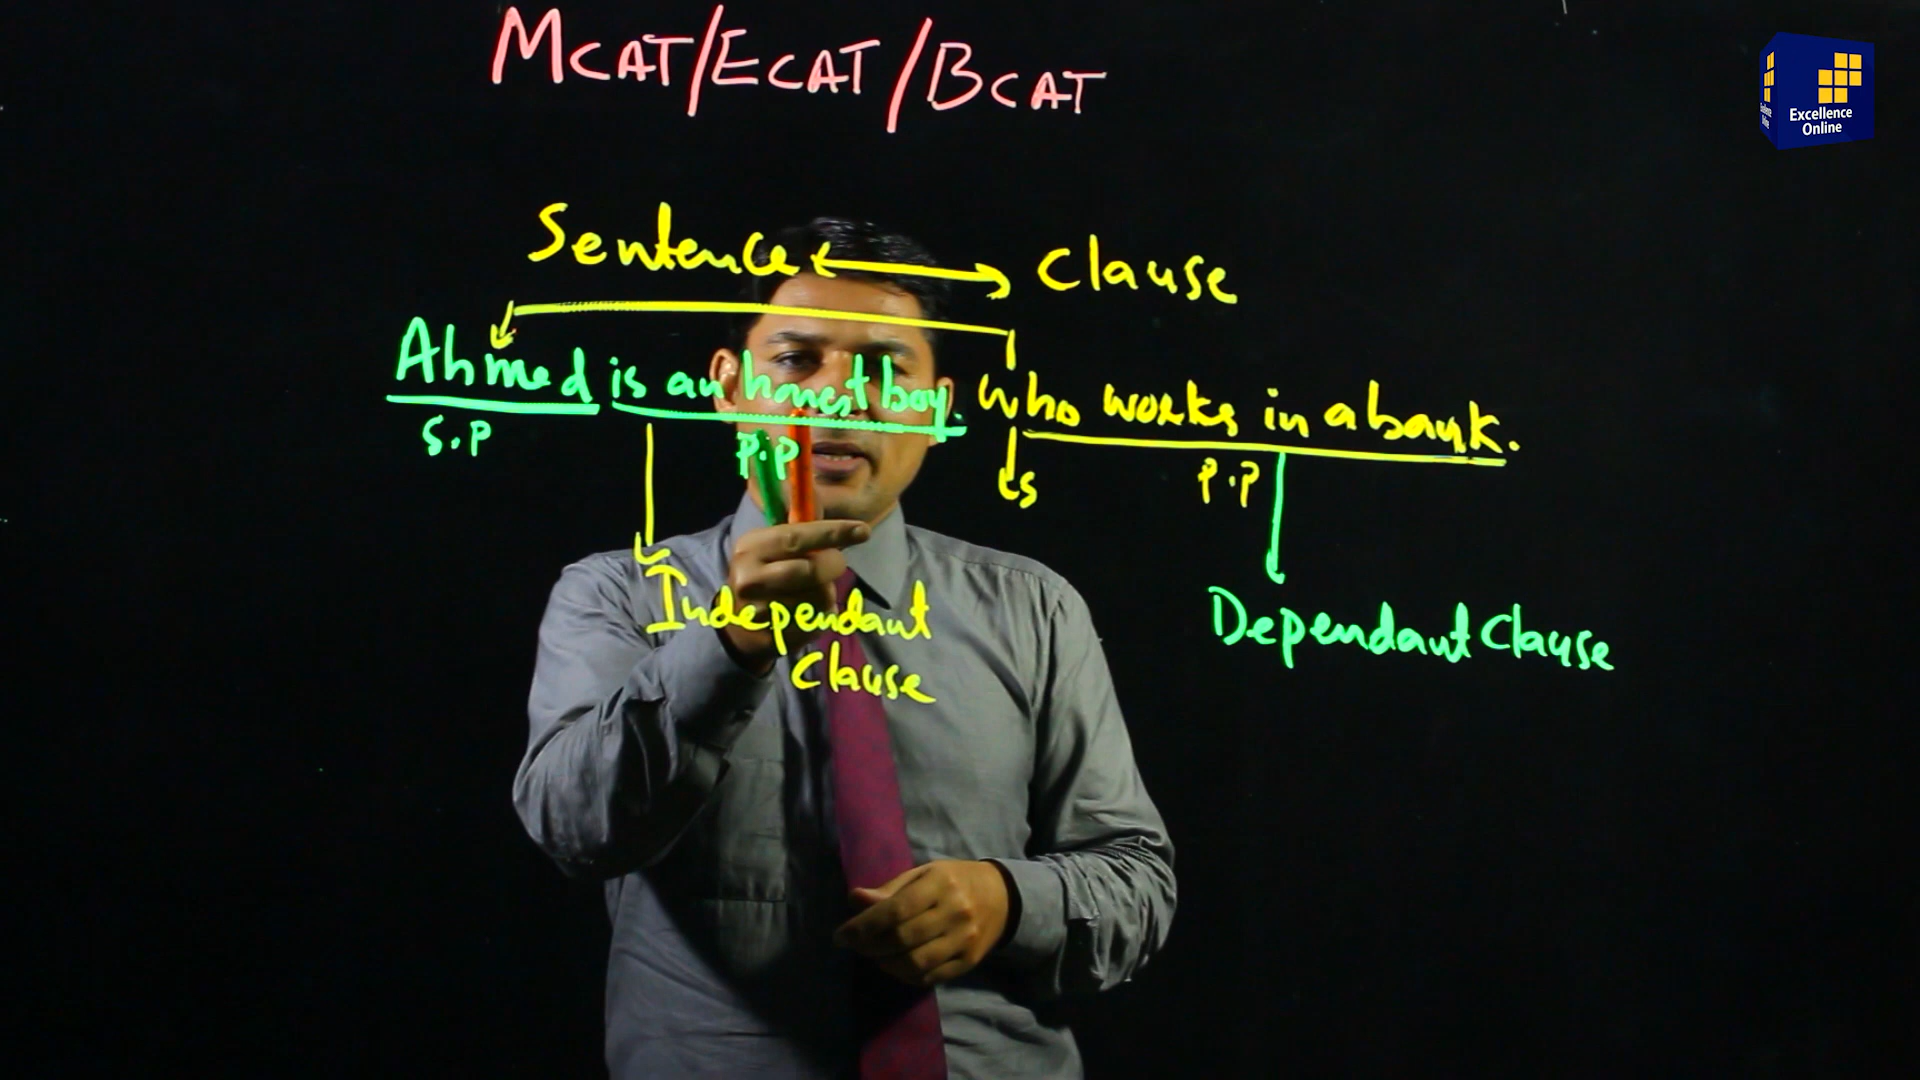 MCAT/ECAT/BCAT
Excellence
Online
Sentence Clause
Ahmed is an honest boy. who works in a bank.
S.P P.P S P.P
Independant
Clause
Dependant Clause